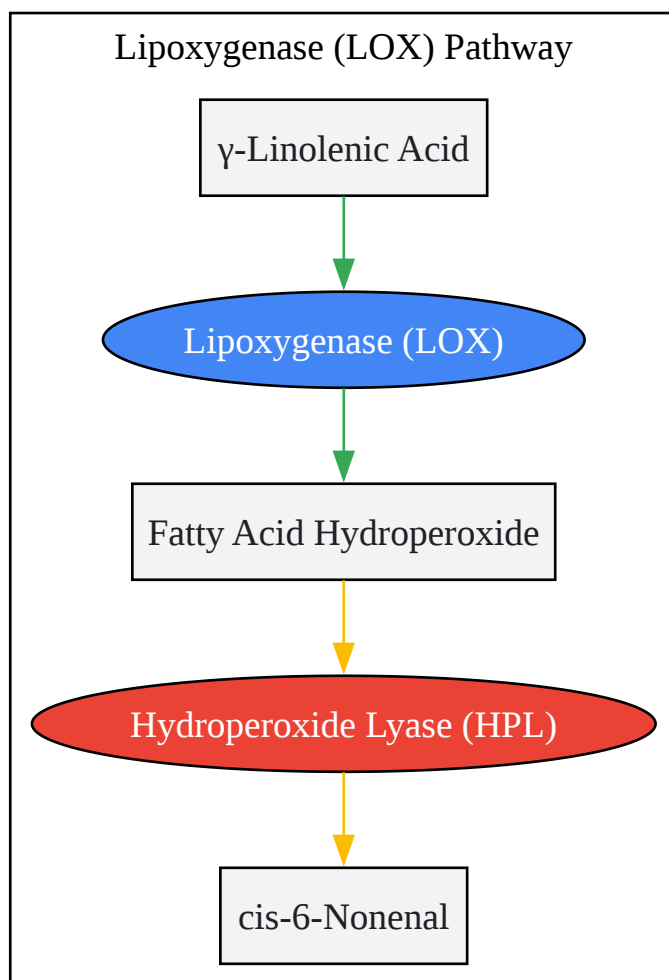 Lipoxygenase (LOX) Pathway
γ-Linolenic Acid
Lipoxygenase (LOX)
Fatty Acid Hydroperoxide
Hydroperoxide Lyase (HPL)
cis-6-Nonenal